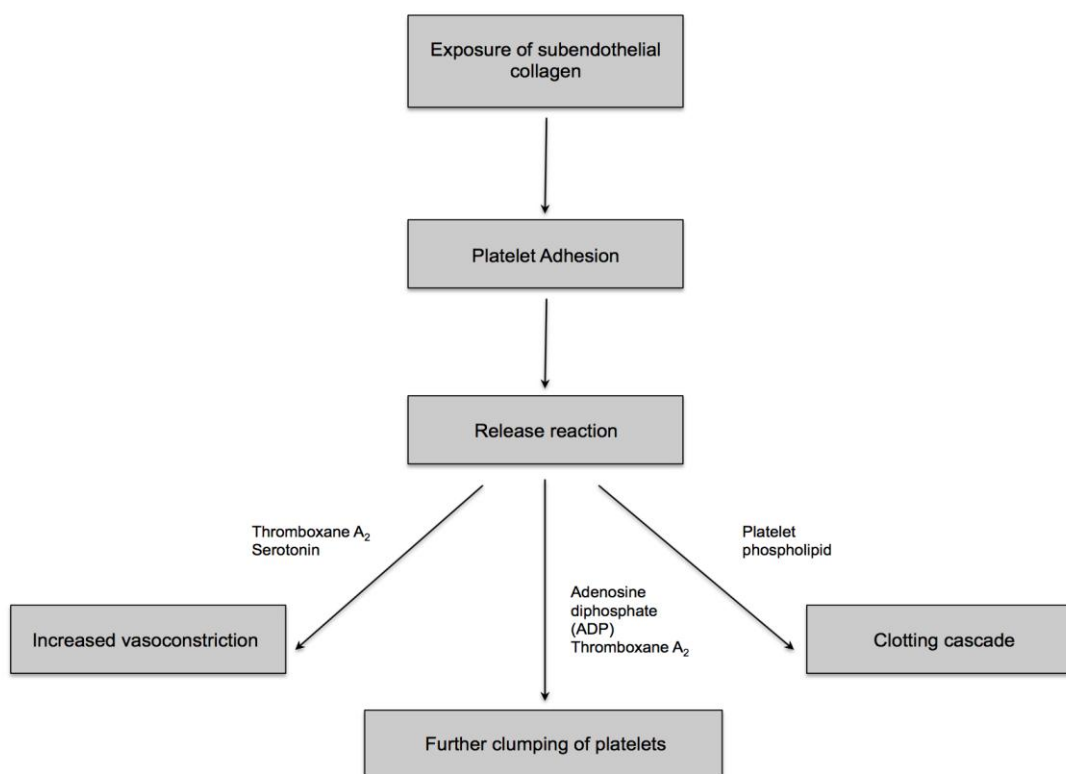 Exposure of subendothelial
collagen
Platelet Adhesion
Release reaction
Thromboxane A₂
Serotonin
Platelet
phospholipid
Adenosine
diphosphate
(ADP)
Thromboxane A₂
Increased vasoconstriction
Clotting cascade
Further clumping of platelets